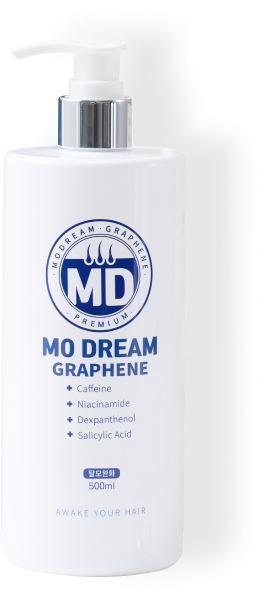 MODREAM · GRAPHENE
MD
PREMIUM
MO DREAM
GRAPHENE
+ Caffeine
+ Niacinamide
+ Dexpanthenol
+ Salicylic Acid
탈모완화
500ml
AWAKE YOUR HAIR